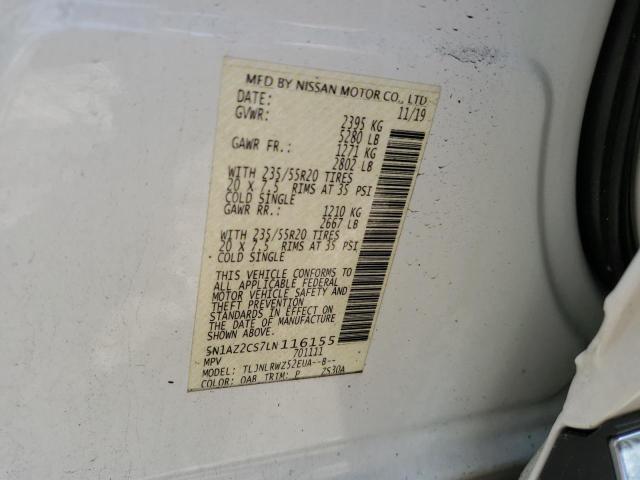 MFD BY NISSAN MOTOR CO., LTD
DATE: 11/19
GVWR: 2395 KG
5280 LB
GAWR FR.: 1271 KG
2802 LB
WITH 235/55R20 TIRES
20 X 7.5 RIMS AT 35 PSI
COLD SINGLE
GAWR RR.: 1210 KG
2667 LB
WITH 235/55R20 TIRES
20 X 7.5 RIMS AT 35 PSI
COLD SINGLE
THIS VEHICLE CONFORMS TO
ALL APPLICABLE FEDERAL
MOTOR VEHICLE SAFETY AND
THEFT PREVENTION
STANDARDS IN EFFECT ON
THE DATE OF MANUFACTURE
SHOWN ABOVE.
5N1AZ2CS7LN116155
MPV 701111
MODEL: TLJNLRWZ52EUA--B--
COLOR: QAB TRIM: P ZS30A